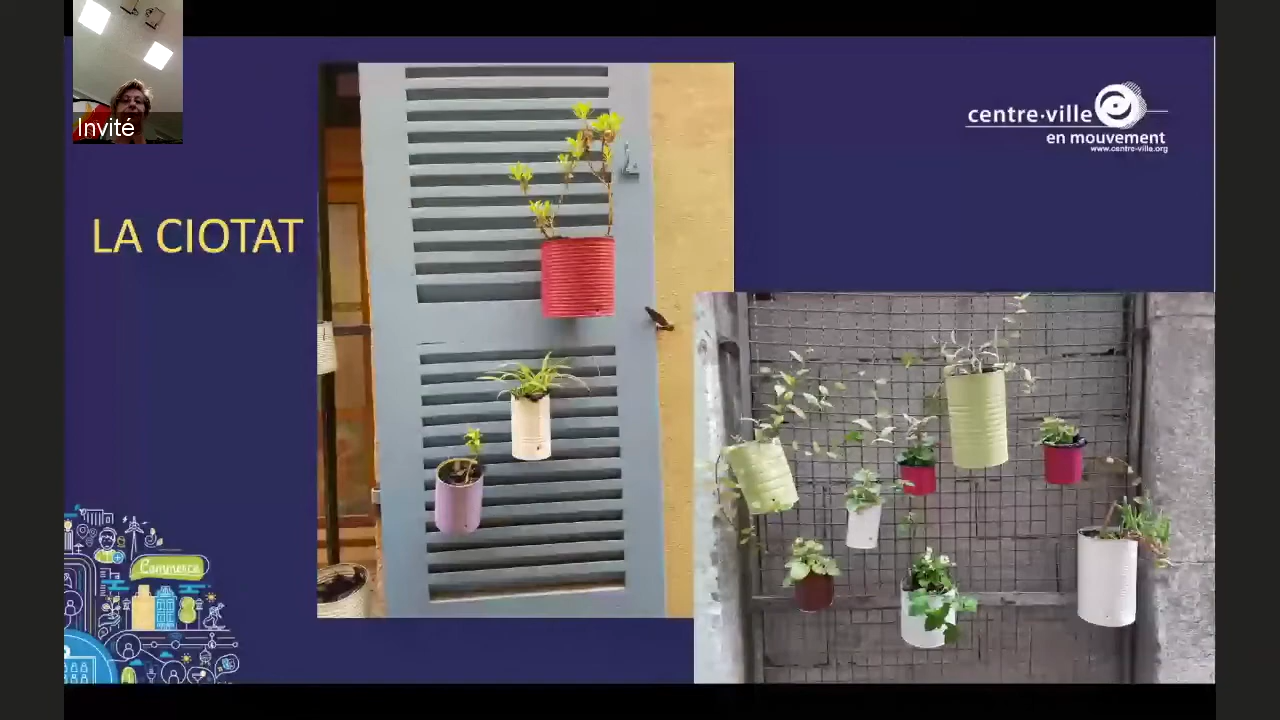 Invité
centre-ville
en mouvement
www.centre-ville.org
LA CIOTAT
Commerce